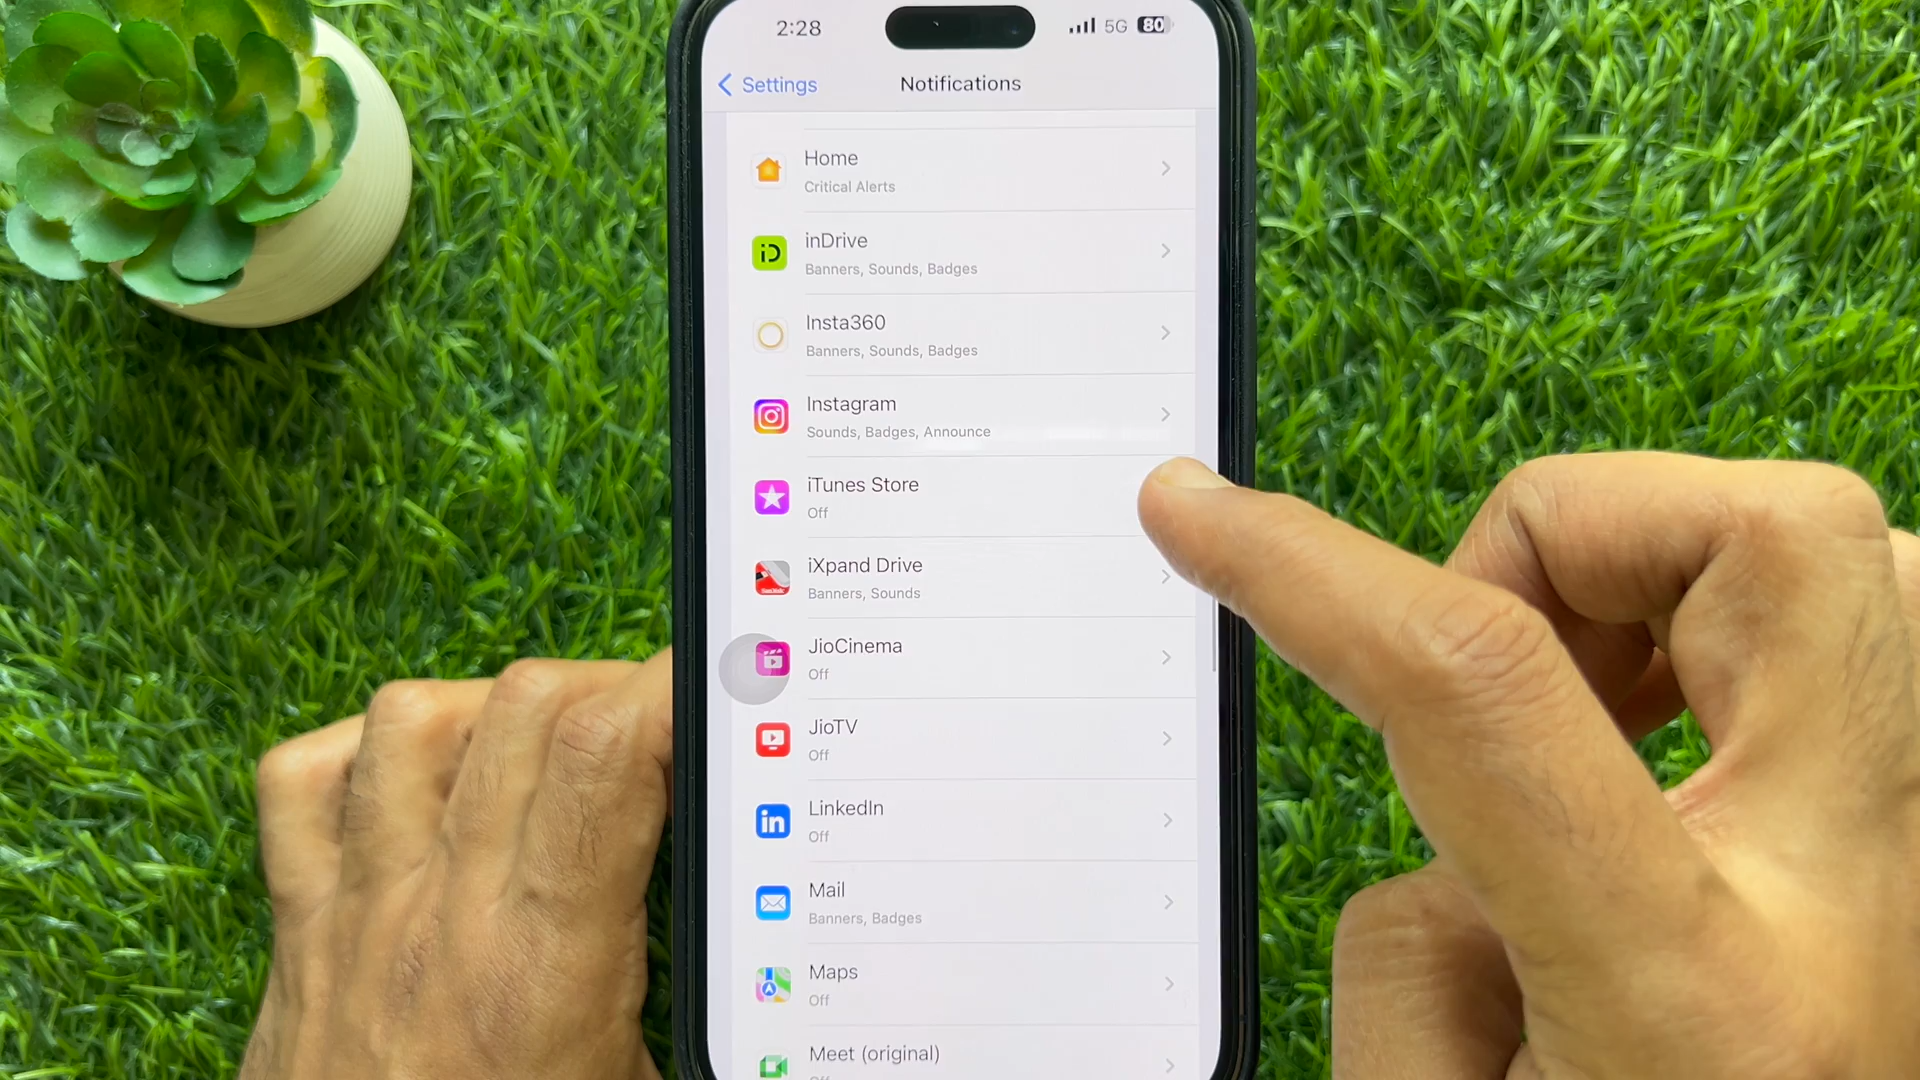 2:28
5G 80
Settings
Notifications
Home
Critical Alerts
iD
inDrive
Banners, Sounds, Badges
Insta360
Banners, Sounds, Badges
Instagram
Sounds, Badges, Announce
iTunes Store
Off
iXpand Drive
Banners, Sounds
JioCinema
Off
JioTV
Off
in
LinkedIn
Off
Mail
Banners, Badges
Maps
Off
Meet (original)